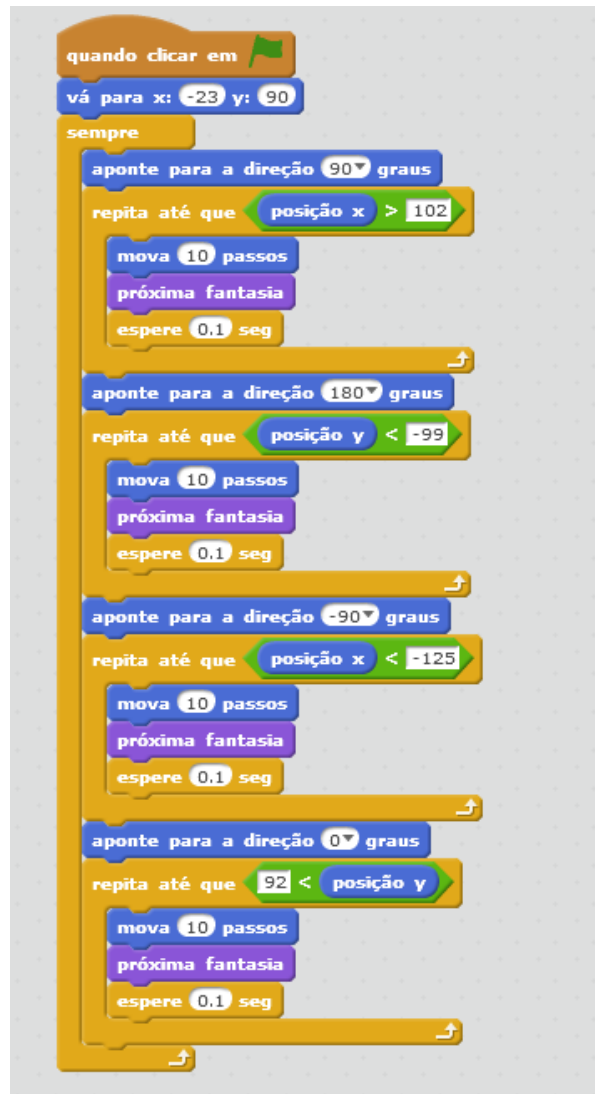 quando clicar em
vá para x: -23 y: 90
sempre
aponte para a direção 90 graus
repita até que posição x > 102
mova 10 passos
próxima fantasia
espere 0.1 seg
aponte para a direção 180 graus
repita até que posição y < -99
mova 10 passos
próxima fantasia
espere 0.1 seg
aponte para a direção -90 graus
repita até que posição x < -125
mova 10 passos
próxima fantasia
espere 0.1 seg
aponte para a direção 0 graus
repita até que 92 < posição y
mova 10 passos
próxima fantasia
espere 0.1 seg